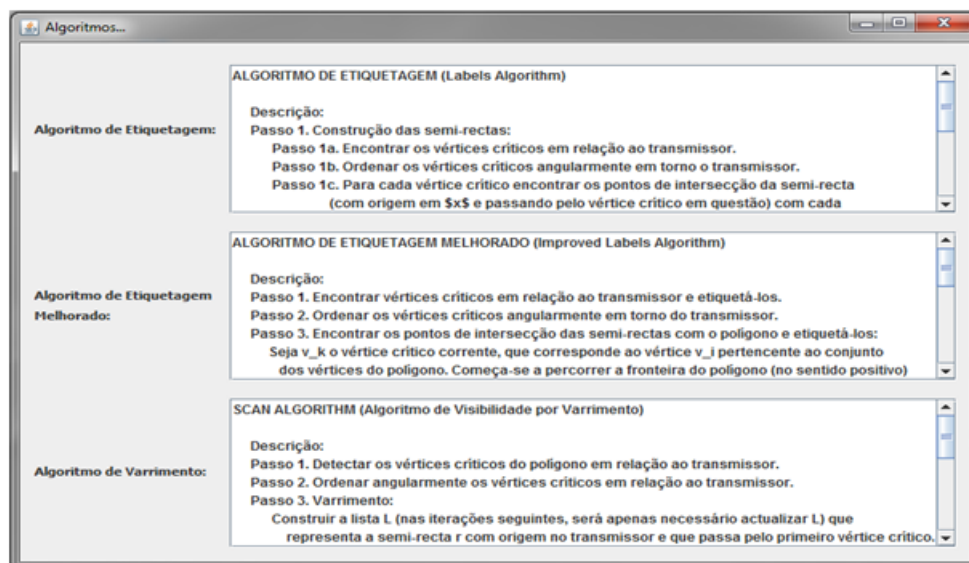 Algoritmos...
Algoritmo de Etiquetagem:
ALGORITMO DE ETIQUETAGEM (Labels Algorithm)
Descrição:
Passo 1. Construção das semi-rectas:
Passo 1a. Encontrar os vértices críticos em relação ao transmissor.
Passo 1b. Ordenar os vértices críticos angularmente em torno o transmissor.
Passo 1c. Para cada vértice crítico encontrar os pontos de intersecção da semi-recta
(com origem em $x$ e passando pelo vértice crítico em questão) com cada
Algoritmo de Etiquetagem
Melhorado:
ALGORITMO DE ETIQUETAGEM MELHORADO (Improved Labels Algorithm)
Descrição:
Passo 1. Encontrar vértices críticos em relação ao transmissor e etiquetá-los.
Passo 2. Ordenar os vértices críticos angularmente em torno do transmissor.
Passo 3. Encontrar os pontos de intersecção das semi-rectas com o polígono e etiquetá-los:
Seja v_k o vértice crítico corrente, que corresponde ao vértice v_i pertencente ao conjunto
dos vértices do polígono. Começa-se a percorrer a fronteira do polígono (no sentido positivo)
Algoritmo de Varrimento:
SCAN ALGORITHM (Algoritmo de Visibilidade por Varrimento)
Descrição:
Passo 1. Detectar os vértices críticos do polígono em relação ao transmissor.
Passo 2. Ordenar angularmente os vértices críticos em relação ao transmissor.
Passo 3. Varrimento:
Construir a lista L (nas iterações seguintes, será apenas necessário actualizar L) que
representa a semi-recta r com origem no transmissor e que passa pelo primeiro vértice crítico.